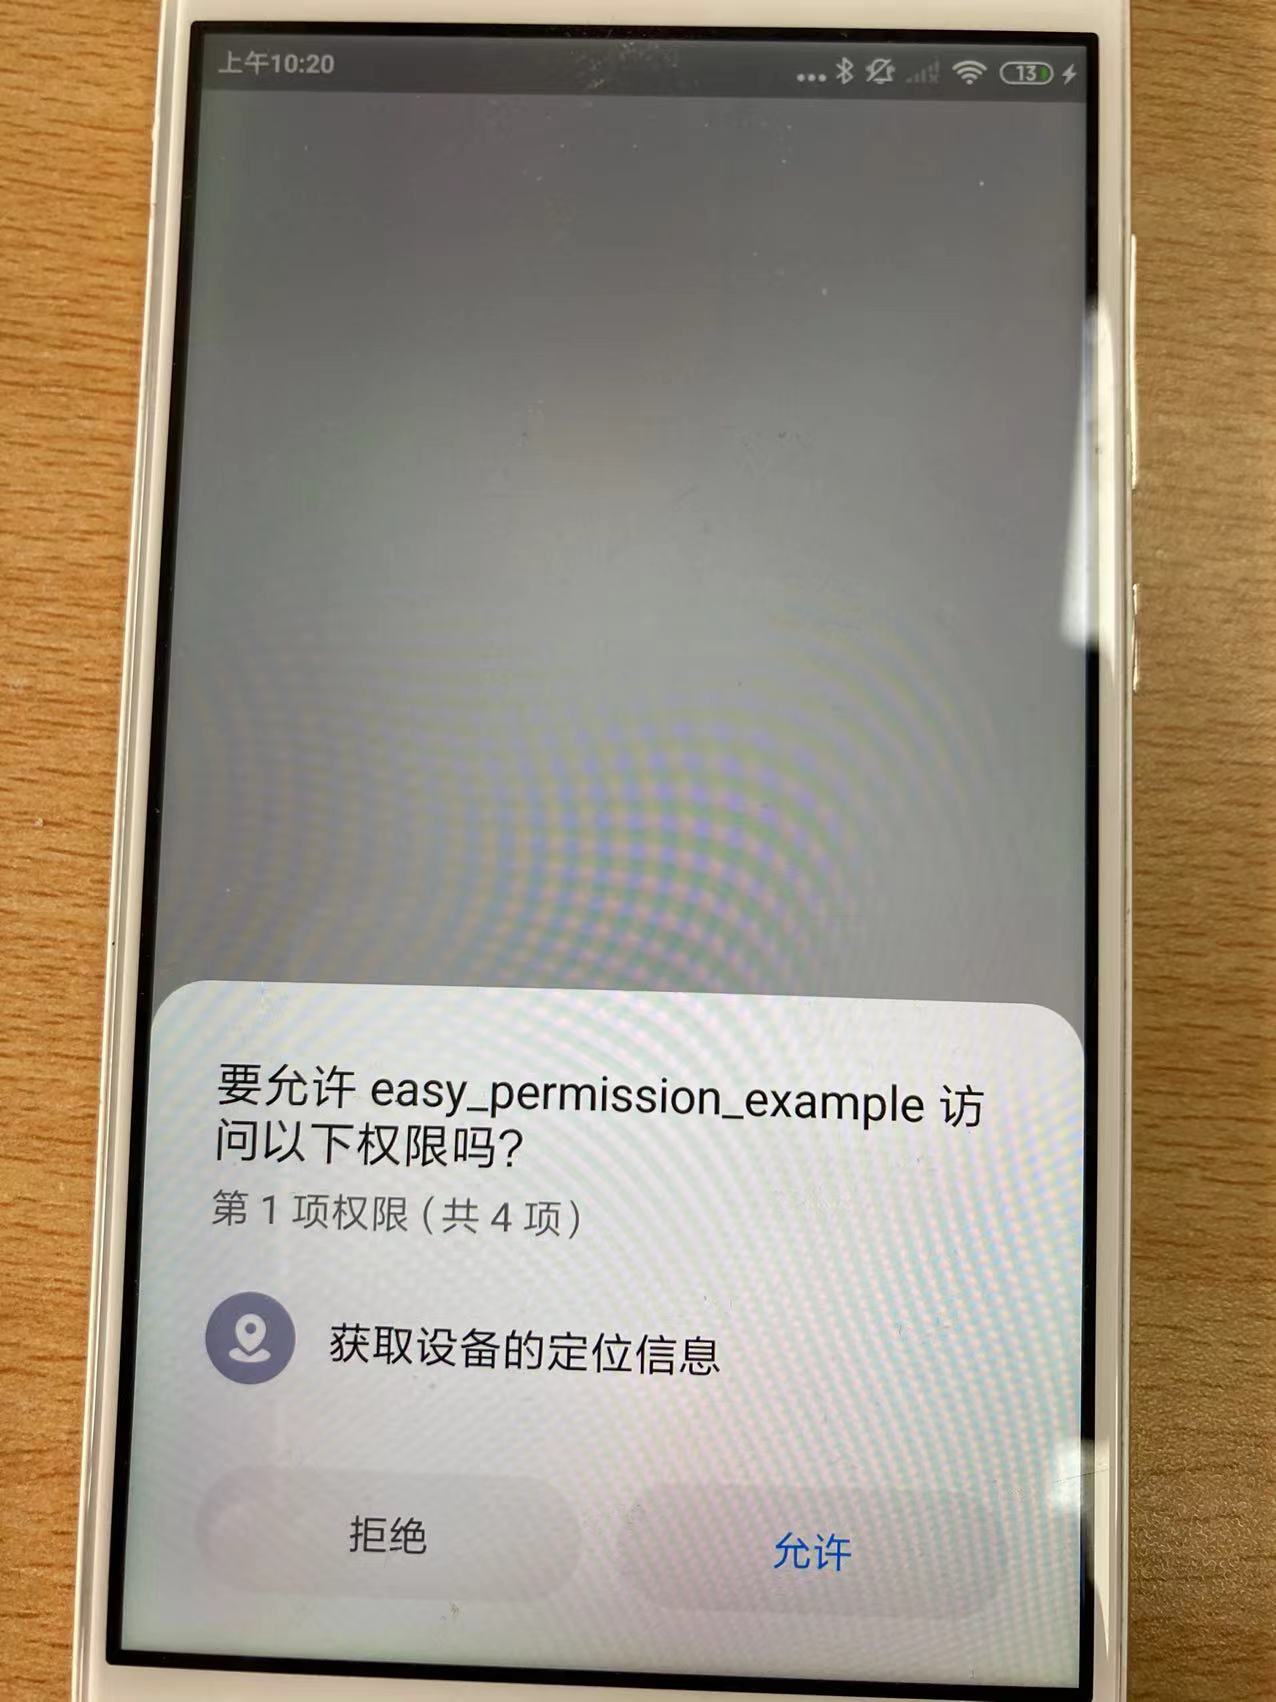 上午10:20
13
要允许 easy_permission_example 访
问以下权限吗?
第 1 项权限 (共 4 项)
获取设备的定位信息
拒绝
允许